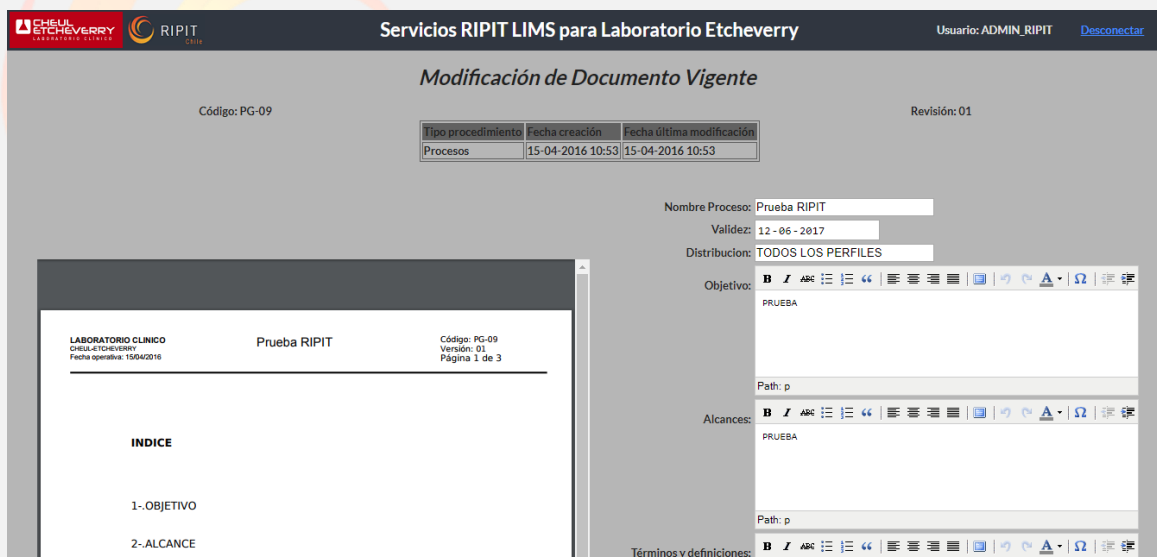 CHEUL
ETCHEVERRY
LABORATORIO CLINICO
RIPIT
Chile
Servicios RIPIT LIMS para Laboratorio Etcheverry
Usuario: ADMIN_RIPIT
Desconectar
Modificación de Documento Vigente
Código: PG-09
Revisión: 01
Tipo procedimiento Fecha creación Fecha última modificación
Procesos 15-04-2016 10:53 15-04-2016 10:53
Nombre Proceso: Prueba RIPIT
Validez: 12-06-2017
Distribucion: TODOS LOS PERFILES
Objetivo:
PRUEBA
Path: p
Alcances:
PRUEBA
Path: p
Términos y definiciones:
LABORATORIO CLINICO
CHEUL-ETCHEVERRY
Fecha operativa: 15/04/2016
Prueba RIPIT
Código: PG-09
Versión: 01
Página 1 de 3
INDICE
1-.OBJETIVO
2-.ALCANCE